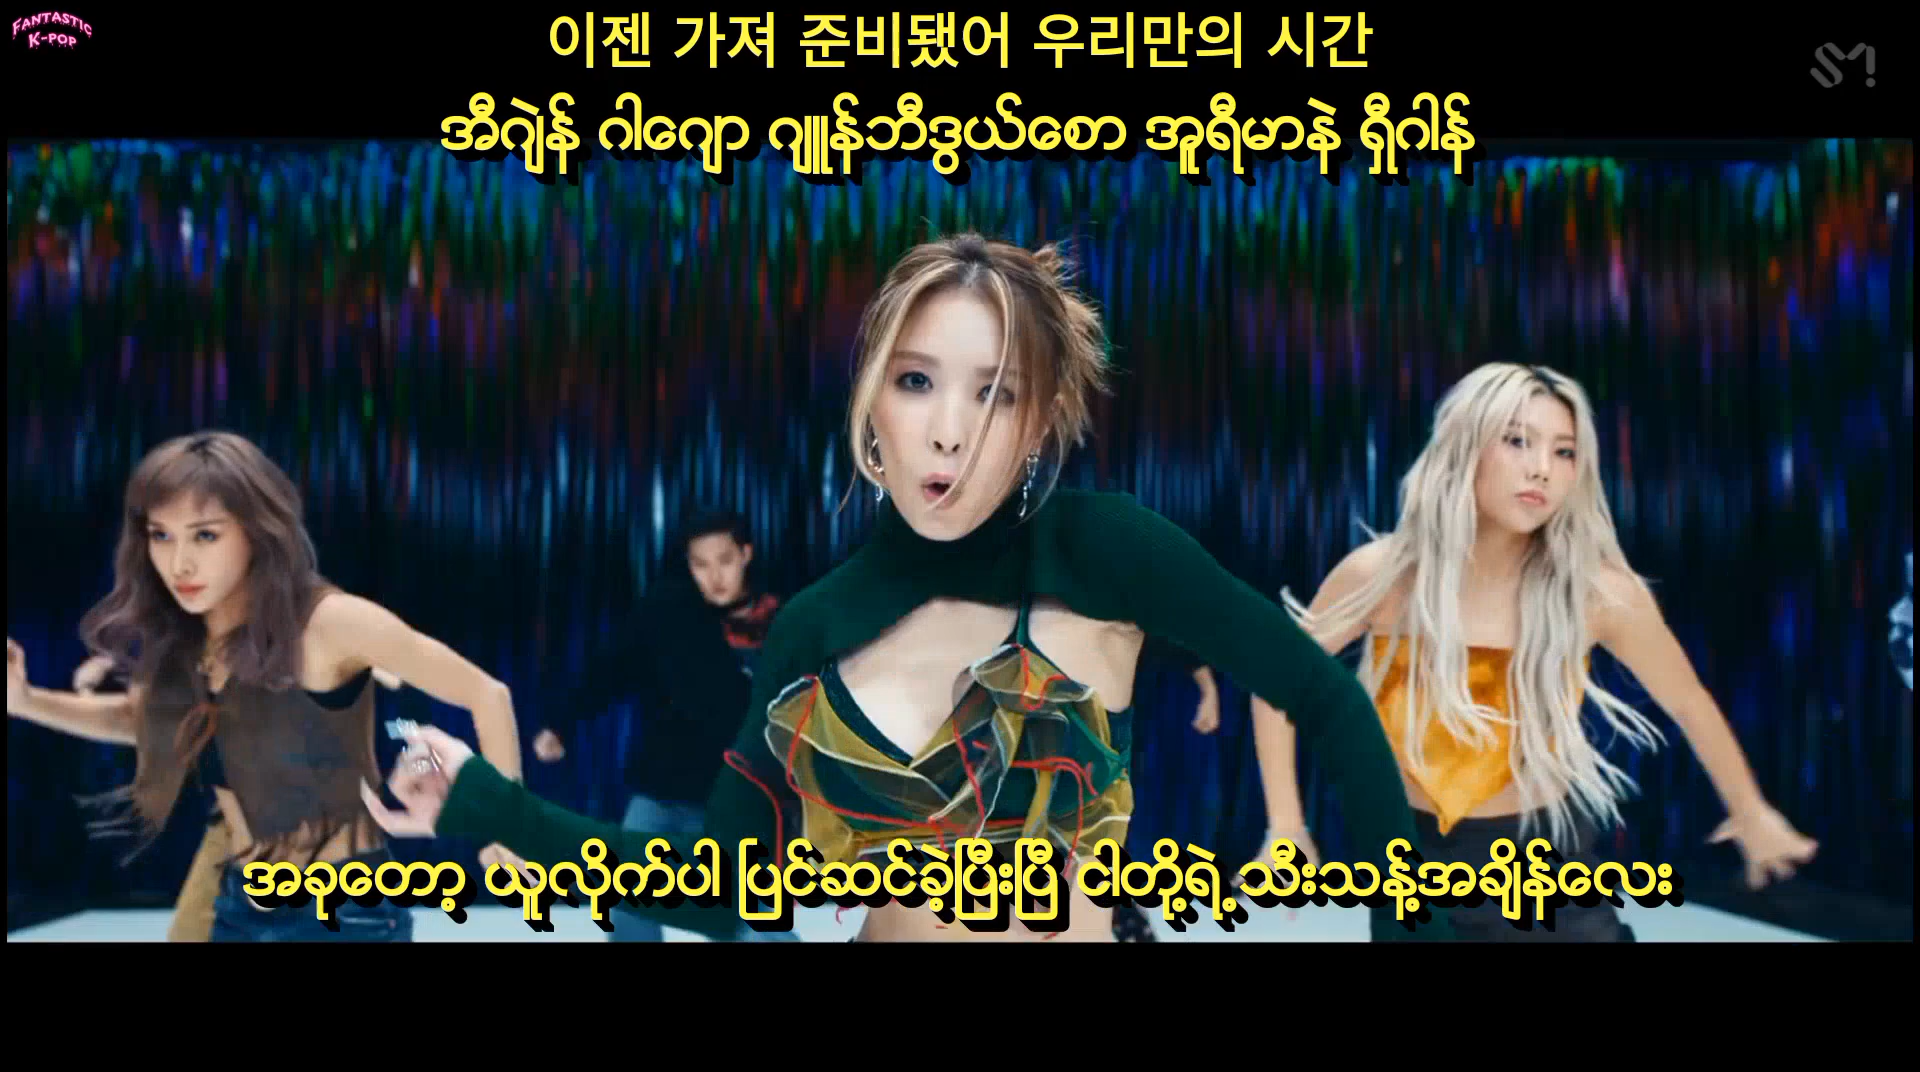 FANTASTIC
K-POP
SM!
이젠 가져 준비됐어 우리만의 시간
အီဂျဲန် ဂါဂျော ဂျူူန်ဘီဒွယ်စော အူရီမာနဲ ရှီဂါန်
အခုတော့ ယူလိုက်ပါ ပြင်ဆင်ခဲ့ပြီးပြီ ငါတို့ရဲ့ သီးသန့်အချိန်လေး